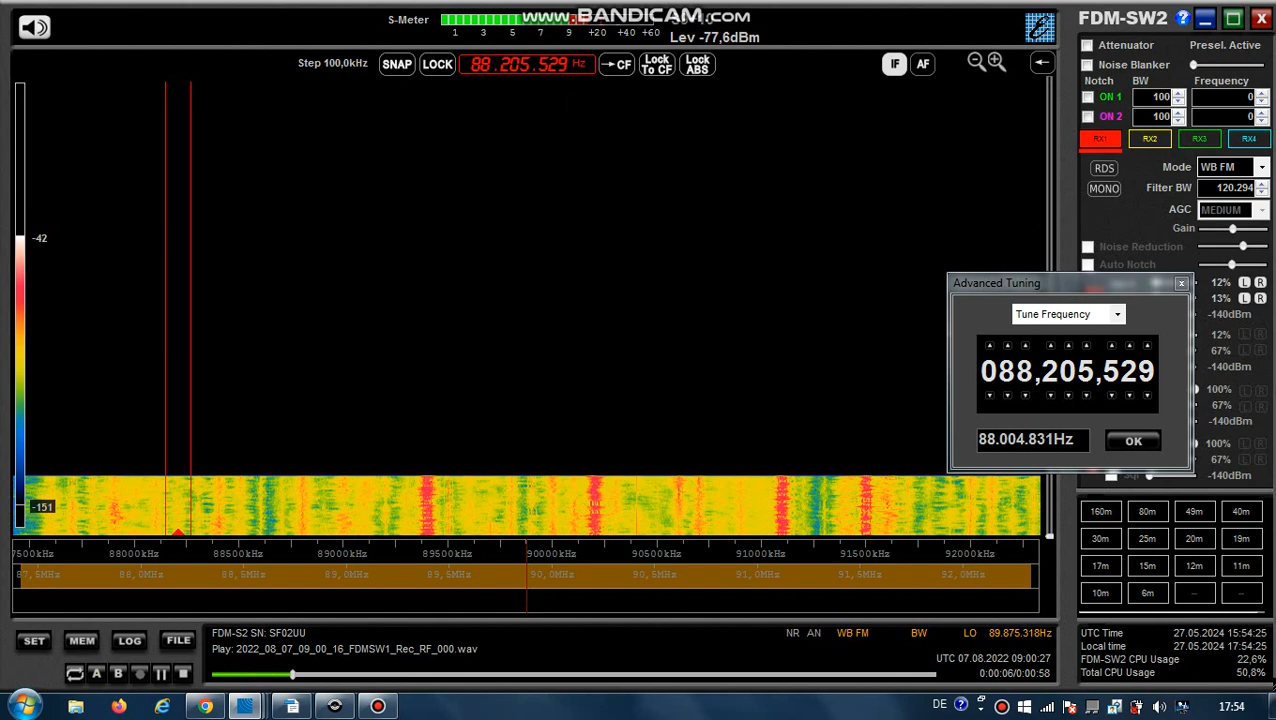 S-Meter
www.BANDICAM.com
1 3 5 7 9 +20 +40 +60
Lev -77,6dBm
FDM-SW2
Step 100,0kHz
SNAP LOCK 88.205.529 Hz →CF Lock To CF Lock ABS
IF AF
Attenuator Presel. Active
Noise Blanker
Notch BW Frequency
ON 1 100 0
ON 2 100 0
RX1 RX2 RX3 RX4
RDS Mode WB FM
MONO Filter BW 120.294
AGC MEDIUM
Gain
Noise Reduction
Auto Notch
-42
-151
Advanced Tuning
Tune Frequency
088,205,529
88.004.831Hz OK
12% L R
13% L R
-140dBm
12% L R
67% L R
-140dBm
100% L R
67% L R
-140dBm
100% L R
67% L R
Sql -140dBm
7500kHz 88000kHz 88500kHz 89000kHz 89500kHz 90000kHz 90500kHz 91000kHz 91500kHz 92000kHz
87,5MHz 88,0MHz 88,5MHz 89,0MHz 89,5MHz 90,0MHz 90,5MHz 91,0MHz 91,5MHz 92,0MHz
160m 80m 49m 40m
30m 25m 20m 19m
17m 15m 12m 11m
10m 6m -- --
SET MEM LOG FILE
A B
FDM-S2 SN: SF02UU
NR AN WB FM BW LO 89.875.318Hz
Play: 2022_08_07_09_00_16_FDMSW1_Rec_RF_000.wav
UTC 07.08.2022 09:00:27
0:00:06/0:00:58
UTC Time 27.05.2024 15:54:25
Local time 27.05.2024 17:54:25
FDM-SW2 CPU Usage 22,6%
Total CPU Usage 50,8%
DE 17:54